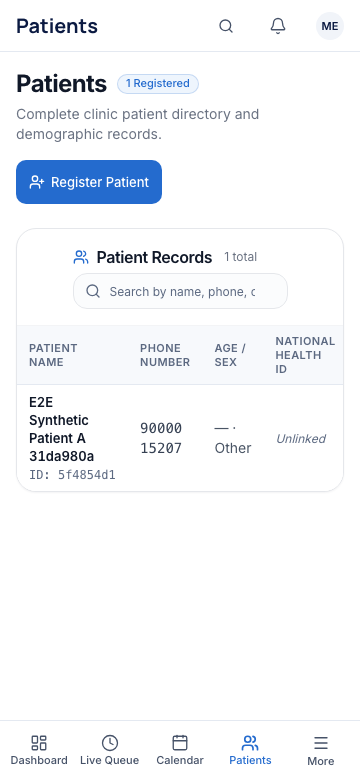 Patients
ME
Patients
1 Registered
Complete clinic patient directory and
demographic records.
Register Patient
Patient Records
1 total
Search by name, phone, c
PATIENT
NAME
PHONE
NUMBER
AGE /
SEX
NATIONAL
HEALTH
ID
E2E
Synthetic
Patient A
31da980a
ID: 5f4854d1
90000
15207
— ·
Other
Unlinked
Dashboard
Live Queue
Calendar
Patients
More